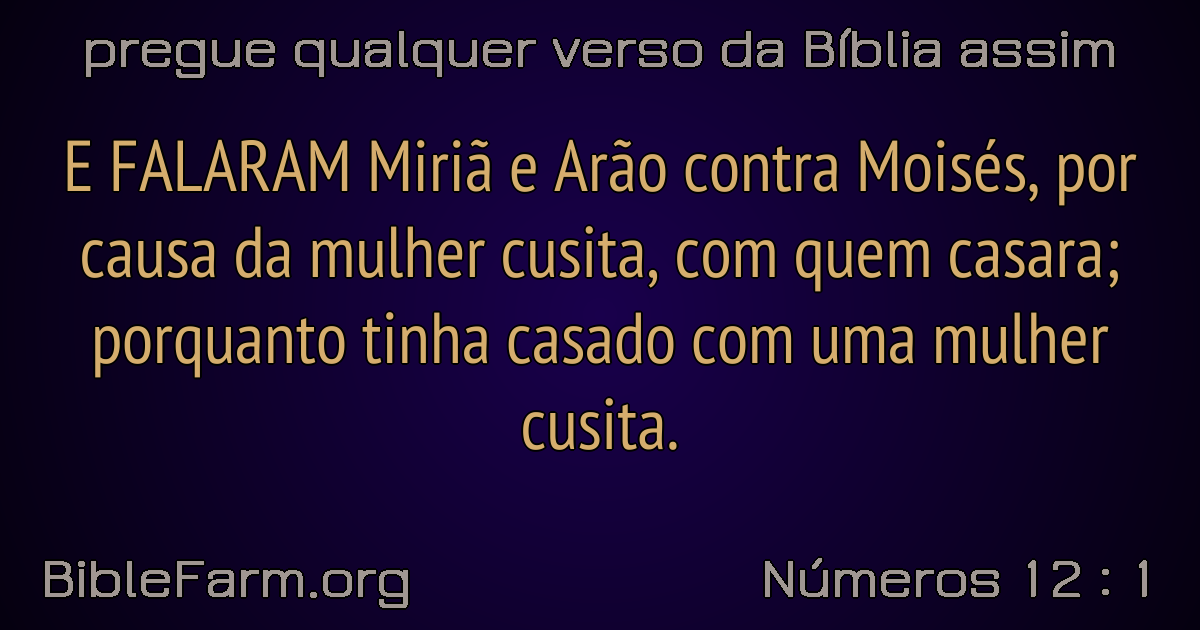 pregue qualquer verso da Bíblia assim
E FALARAM Miriã e Arão contra Moisés, por
causa da mulher cusita, com quem casara;
porquanto tinha casado com uma mulher
cusita.
BibleFarm.org
Números 12 : 1